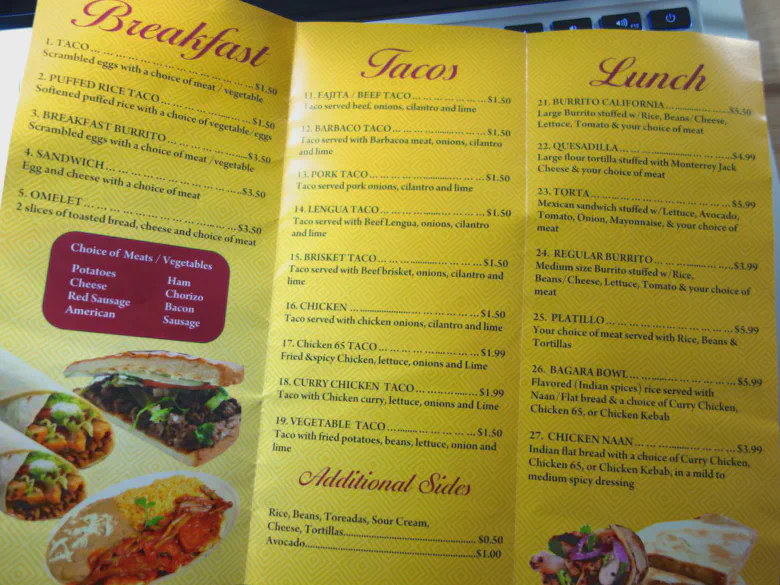 Breakfast
1. TACO.................................$1.50
Scrambled eggs with a choice of meat / vegetable
2. PUFFED RICE TACO.....................$1.50
Softened puffed rice with a choice of vegetable/eggs
3. BREAKFAST BURRITO....................$3.50
Scrambled eggs with a choice of meat /vegetable
4. SANDWICH.............................$3.50
Egg and cheese with a choice of meat
5. OMELET...............................$3.50
2 slices of toasted bread, cheese and choice of meat
Choice of Meats / Vegetables
Potatoes
Cheese
Red Sausage
American
Ham
Chorizo
Bacon
Sausage
Tacos
11. FAJITA / BEEF TACO..................$1.50
Taco served beef, onions, cilantro and lime
12. BARBACO TACO........................$1.50
Taco served with Barbacoa meat, onions, cilantro
and lime
13. PORK TACO...........................$1.50
Taco served pork onions, cilantro and lime
14. LENGUA TACO.........................$1.50
Taco served with Beef Lengua, onions, cilantro
and lime
15. BRISKET TACO........................$1.50
Taco served with Beef brisket, onions, cilantro and
lime
16. CHICKEN.............................$1.50
Taco served with chicken onions, cilantro and lime
17. Chicken 65 TACO.....................$1.99
Fried &spicy Chicken, lettuce, onions and Lime
18. CURRY CHICKEN TACO..................$1.99
Taco with Chicken curry, lettuce, onions and Lime
19. VEGETABLE TACO......................$1.50
Taco with fried potatoes, beans, lettuce, onion and
lime
Additional Sides
Rice, Beans, Toreadas, Sour Cream,
Cheese, Tortillas.......................$0.50
Avocado.................................$1.00
Lunch
21. BURRITO CALIFORNIA..................$5.50
Large Burrito stuffed w/Rice, Beans/Cheese,
Lettuce, Tomato & your choice of meat
22. QUESADILLA..........................$4.99
Large flour tortilla stuffed with Monterrey Jack
Cheese & your choice of meat
23. TORTA...............................$5.99
Mexican sandwich stuffed w/Lettuce, Avocado,
Tomato, Onion, Mayonnaise, & your choice of
meat
24. REGULAR BURRITO.....................$3.99
Medium size Burrito stuffed w/Rice,
Beans/Cheese, Lettuce, Tomato & your choice of
meat
25. PLATILLO............................$5.99
Your choice of meat served with Rice, Beans &
Tortillas
26. BAGARA BOWL.........................$5.99
Flavored (Indian spices) rice served with
Naan/Flat bread & a choice of Curry Chicken,
Chicken 65, or Chicken Kebab
27. CHICKEN NAAN........................$3.99
Indian flat bread with a choice of Curry Chicken,
Chicken 65, or Chicken Kebab, in a mild to
medium spicy dressing